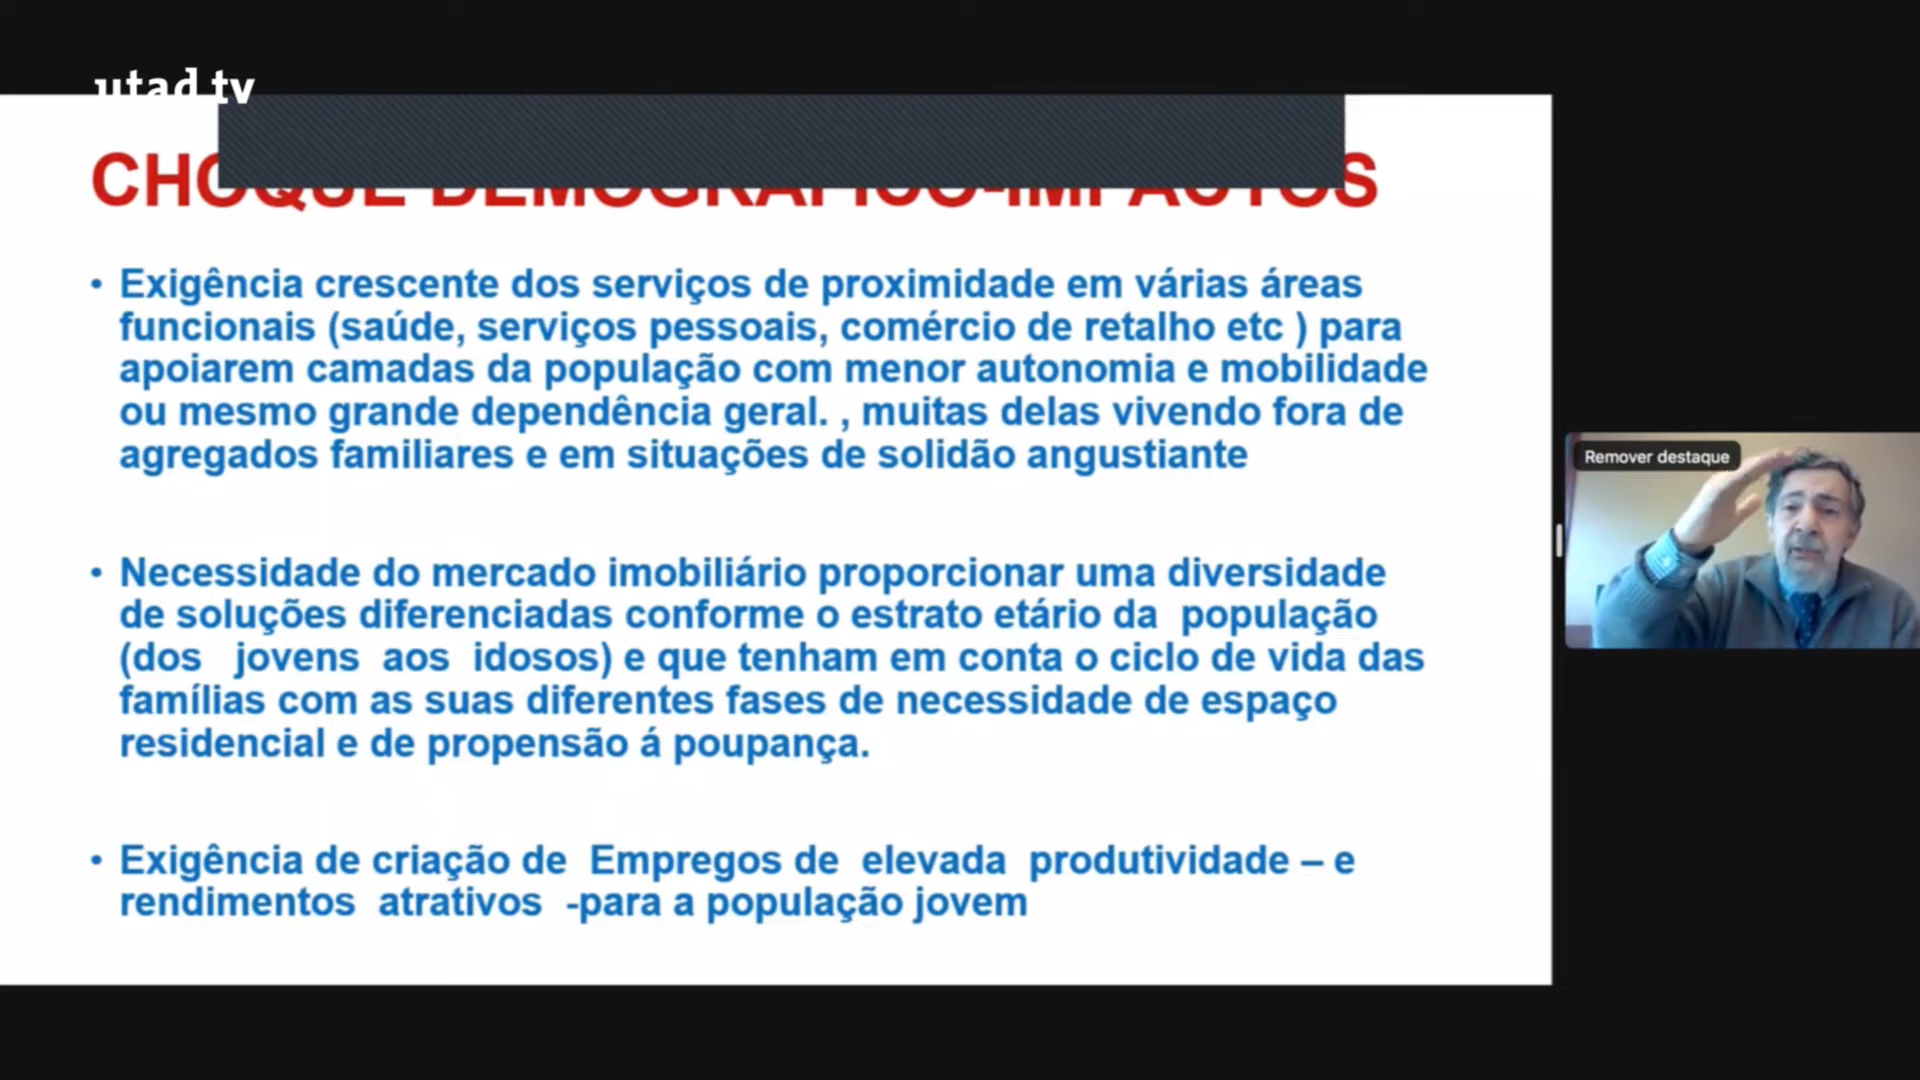 utad tv
CHOQUE DEMOGRÁFICO-IMPACTOS
• Exigência crescente dos serviços de proximidade em várias áreas
funcionais (saúde, serviços pessoais, comércio de retalho etc ) para
apoiarem camadas da população com menor autonomia e mobilidade
ou mesmo grande dependência geral. , muitas delas vivendo fora de
agregados familiares e em situações de solidão angustiante
• Necessidade do mercado imobiliário proporcionar uma diversidade
de soluções diferenciadas conforme o estrato etário da população
(dos jovens aos idosos) e que tenham em conta o ciclo de vida das
famílias com as suas diferentes fases de necessidade de espaço
residencial e de propensão á poupança.
• Exigência de criação de Empregos de elevada produtividade – e
rendimentos atrativos -para a população jovem
Remover destaque